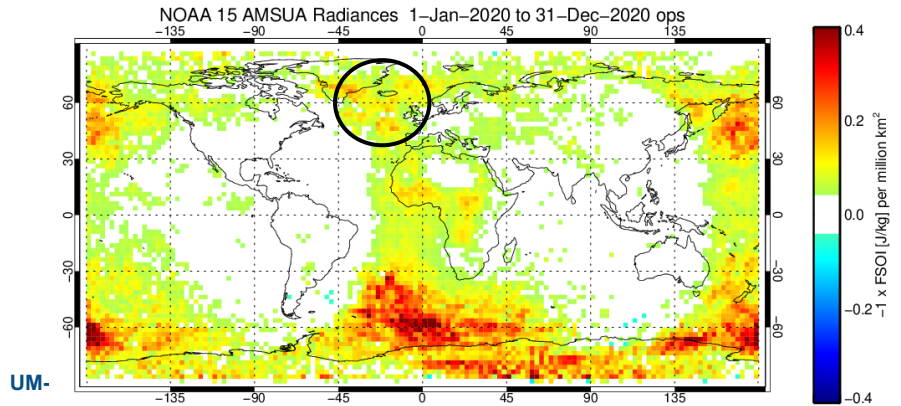 NOAA 15 AMSUA Radiances 1−Jan−2020 to 31−Dec−2020 ops
−135 −90 −45 0 45 90 135
60 60
30 30
0 0
−30 −30
−60 −60
−135 −90 −45 0 45 90 135
0.4
0.2
0.0
−0.2
−0.4
−1 x FSOI [J/kg] per million km²
UM-